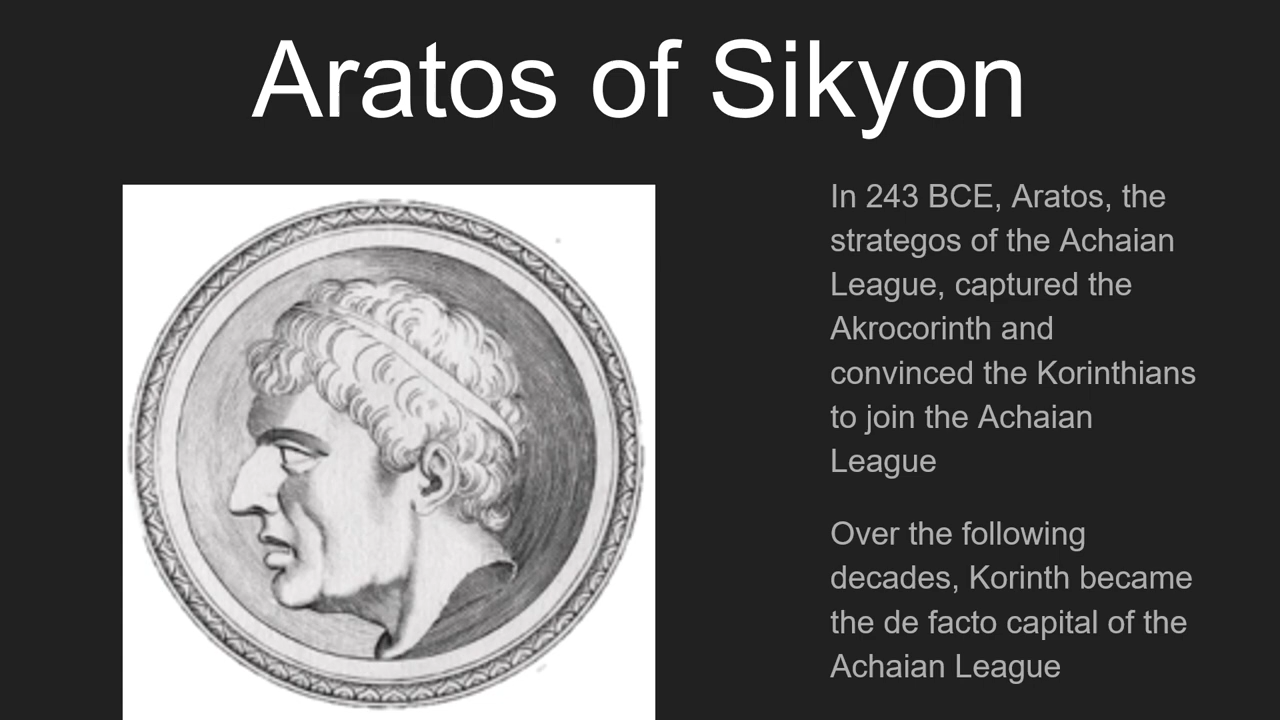 Aratos of Sikyon
In 243 BCE, Aratos, the
strategos of the Achaian
League, captured the
Akrocorinth and
convinced the Korinthians
to join the Achaian
League
Over the following
decades, Korinth became
the de facto capital of the
Achaian League